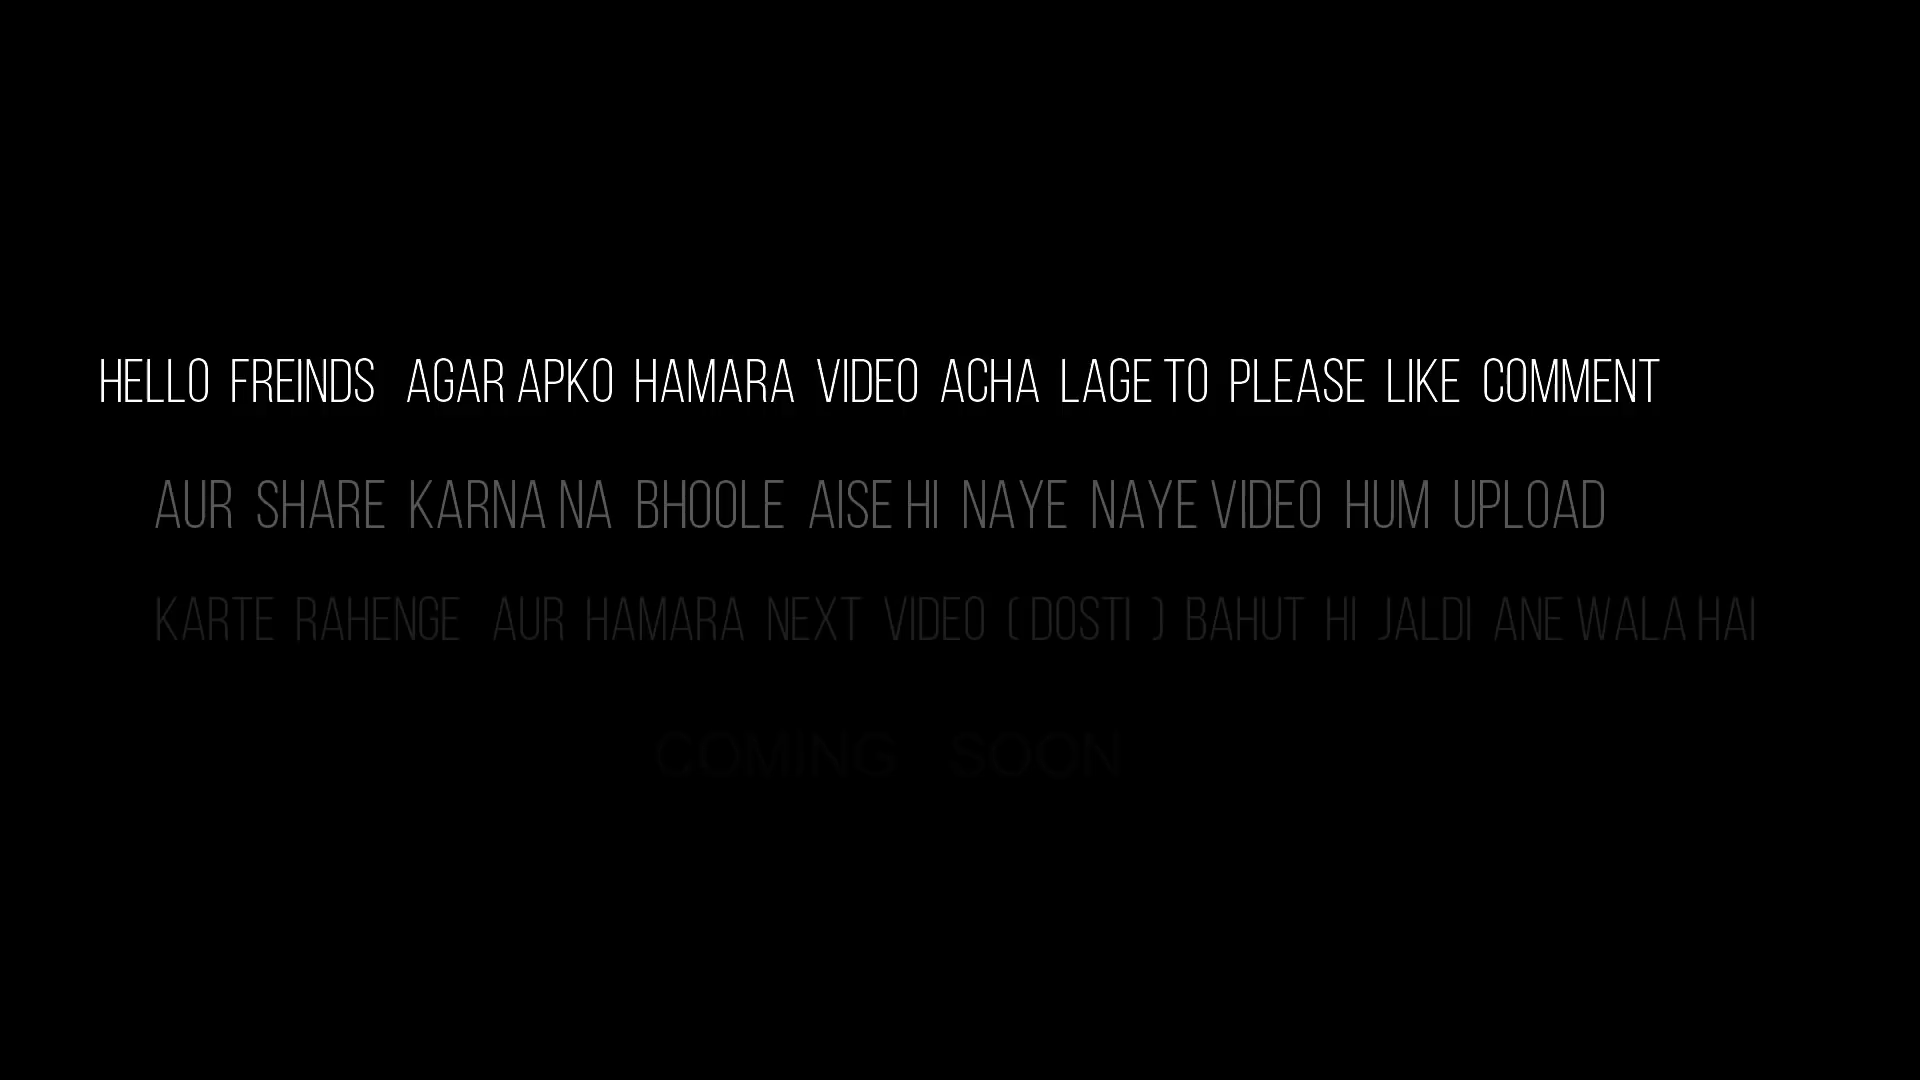 HELLO FREINDS AGAR APKO HAMARA VIDEO ACHA LAGE TO PLEASE LIKE COMMENT
AUR SHARE KARNA NA BHOOLE AISE HI NAYE NAYE VIDEO HUM UPLOAD
KARTE RAHENGE AUR HAMARA NEXT VIDEO ( DOSTI ) BAHUT HI JALDI ANE WALA HAI
COMING SOON